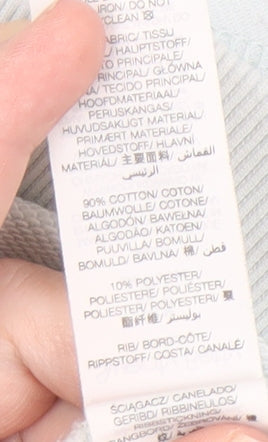 IRON/ DO NOT
CLEAN
FABRIC/ TISSU
/ HAUPTSTOFF/
TO PRINCIPALE/
PRINCIPAL/ GŁÓWNA
NA/ TECIDO PRINCIPAL/
HOOFDMATERIAAL/
PERUSKANGAS/
HUVUDSAKLIGT MATERIAL/
PRIMÆRT MATERIALE/
HOVEDSTOFF/ HLAVNÍ
MATERIÁL/ 主要面料/ القماش
الرئيسي
90% COTTON/ COTON/
BAUMWOLLE/ COTONE/
ALGODÓN/ BAWEŁNA/
ALGODÃO/ KATOEN/
PUUVILLA/ BOMULL/
BOMULD/ BAVLNA/ 棉/ قطن
10% POLYESTER/
POLIESTERE/ POLIÉSTER/
POLIESTER/ POLYESTERI/ 聚
酯纤维/ بوليستر
RIB/ BORD-CÔTE/
RIPPSTOFF/ COSTA/ CANALÉ/
ŚCIĄGACZ/ CANELADO/
GERIBD/ RIBBINEULOS/
RIBBSTICKNING/